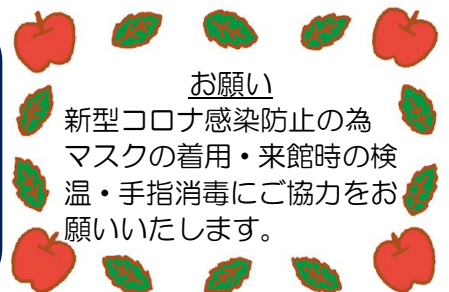 お願い
新型コロナ感染防止の為
マスクの着用・来館時の検
温・手指消毒にご協力をお
願いいたします。